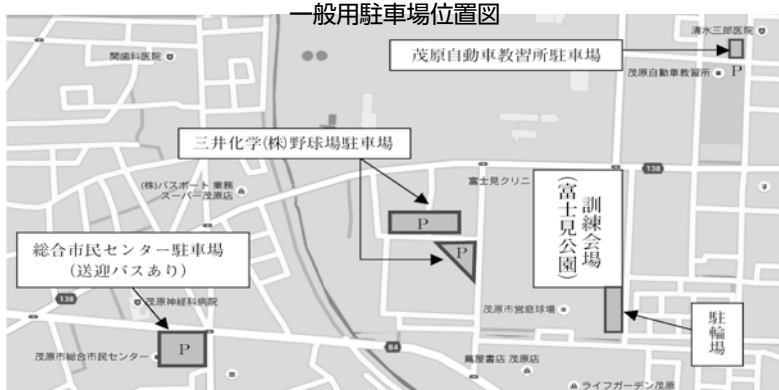 一般用駐車場位置図
清水三郎医院
関歯科医院
茂原自動車教習所駐車場
茂原自動車教習所
P
三井化学(株)野球場駐車場
138
富士見クリニ
(株)パスポート 業務
スーパー茂原店
訓練会場
(富士見公園)
P
P
総合市民センター駐車場
(送迎バスあり)
138
茂原神経科病院
茂原市営庭球場
駐輪場
P
茂原市総合市民センター
84
蔦屋書店 茂原店
ライフガーデン茂原